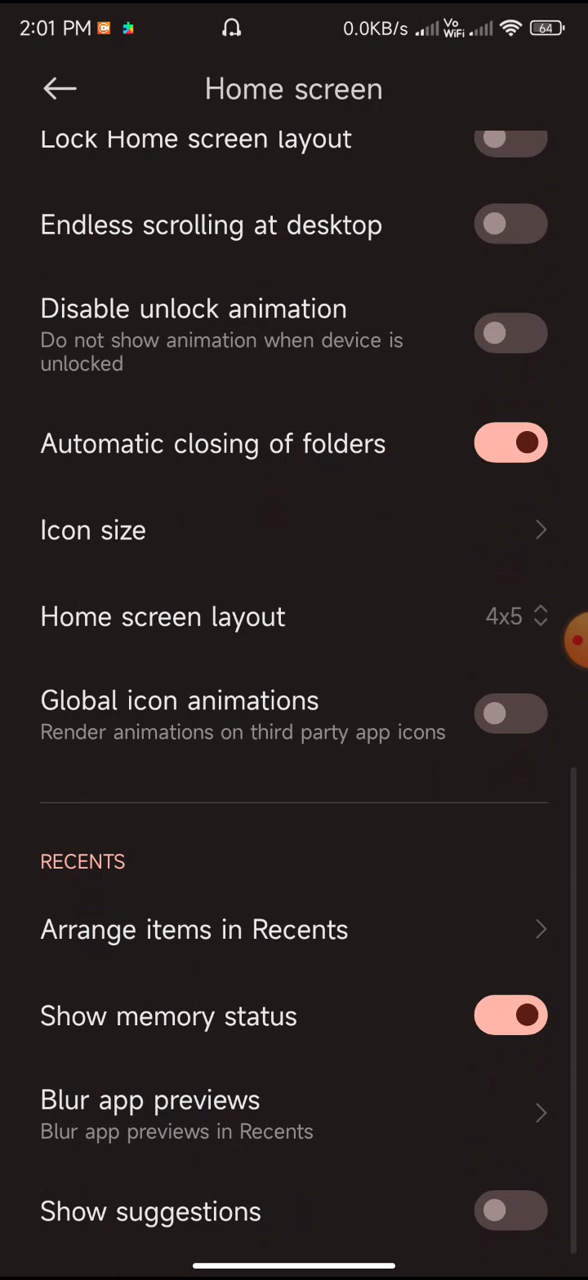 2:01 PM 0.0KB/s Vo WiFi 64
Home screen
Lock Home screen layout
Endless scrolling at desktop
Disable unlock animation
Do not show animation when device is
unlocked
Automatic closing of folders
Icon size
Home screen layout 4x5
Global icon animations
Render animations on third party app icons
RECENTS
Arrange items in Recents
Show memory status
Blur app previews
Blur app previews in Recents
Show suggestions